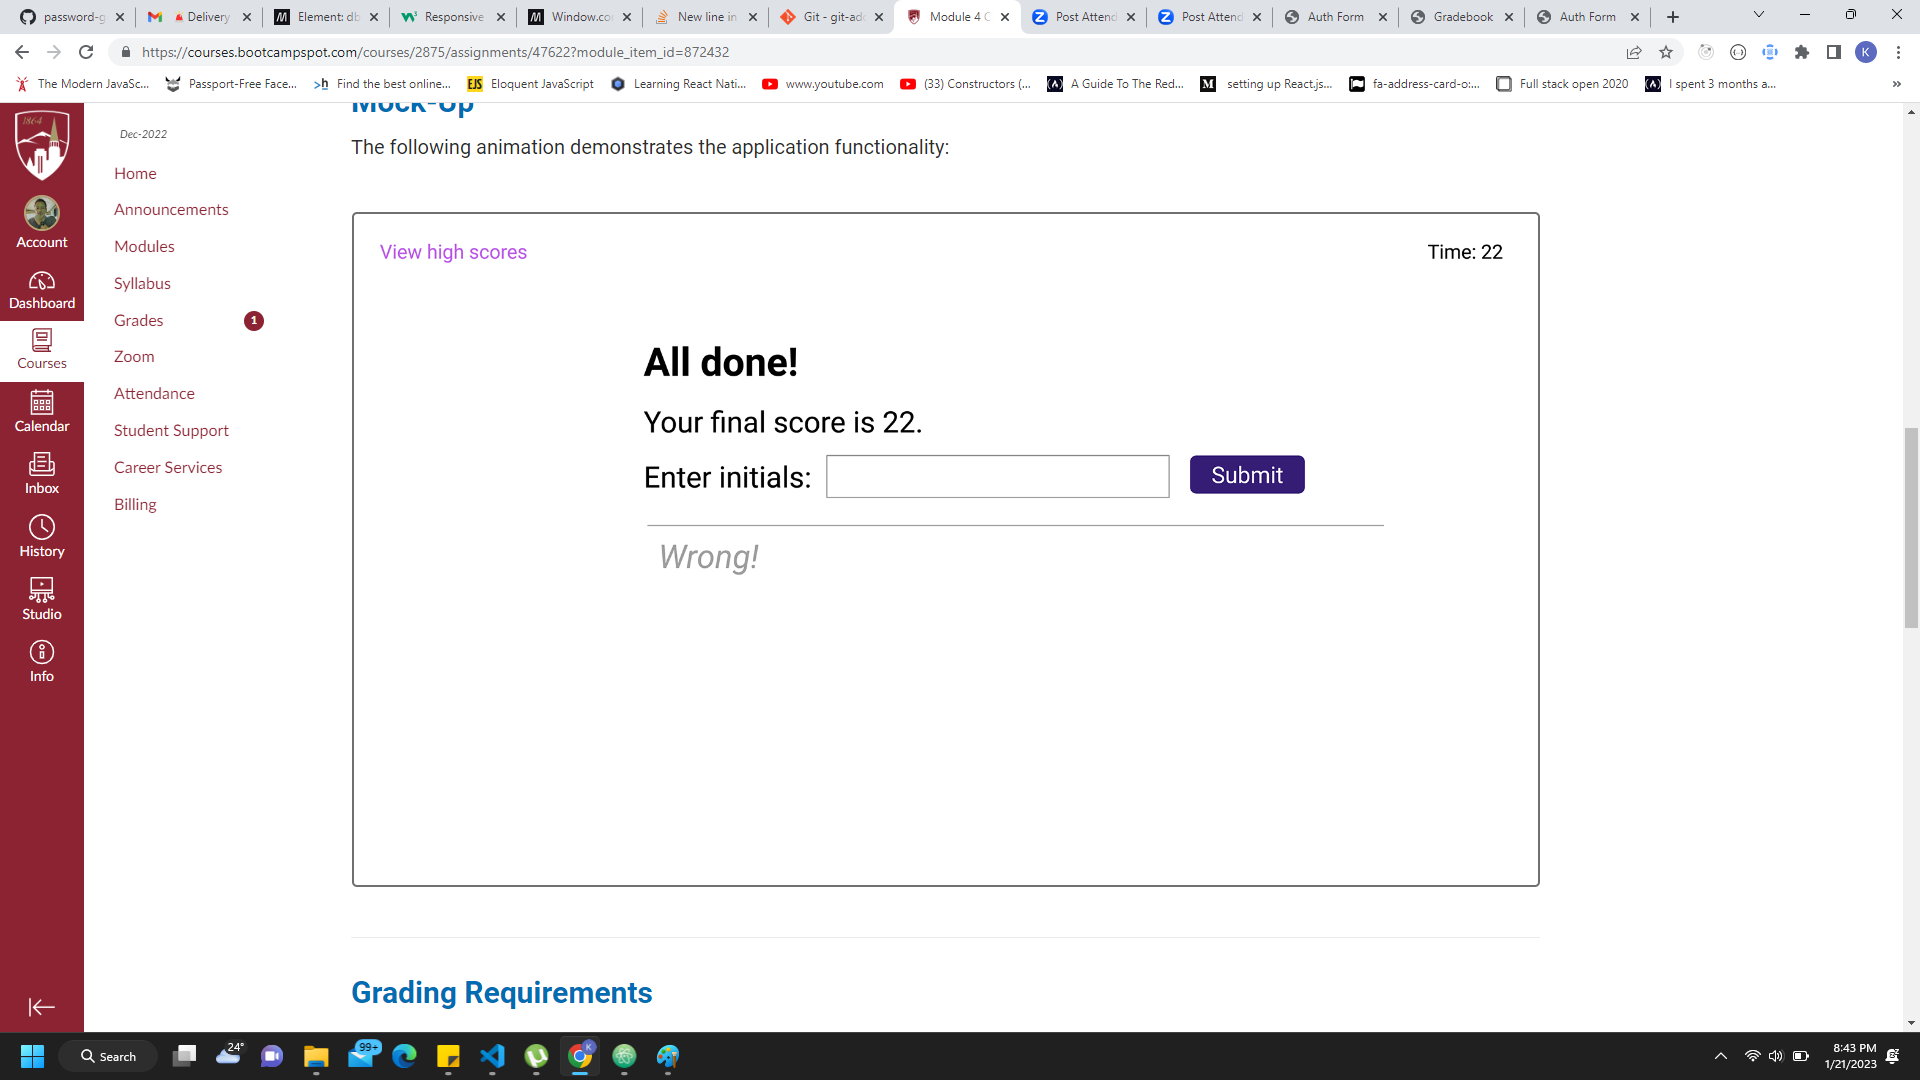 password-g
Delivery
Element: db
Responsive
Window.co
New line in
Git - git-ad
Module 4 C
Post Attend
Post Attend
Auth Form
Gradebook
Auth Form
https://courses.bootcampspot.com/courses/2875/assignments/47622?module_item_id=872432
K
The Modern JavaSc...
Passport-Free Face...
>h Find the best online...
EJS Eloquent JavaScript
Learning React Nati...
www.youtube.com
(33) Constructors (...
(A) A Guide To The Red...
M setting up React.js...
fa-address-card-o:...
Full stack open 2020
(A) I spent 3 months a...
»
1864
Account
Dashboard
Courses
Calendar
Inbox
History
Studio
Info
Dec-2022
Home
Announcements
Modules
Syllabus
Grades 1
Zoom
Attendance
Student Support
Career Services
Billing
Mock-Up
The following animation demonstrates the application functionality:
View high scores
Time: 22
All done!
Your final score is 22.
Enter initials:
Submit
Wrong!
Grading Requirements
Search
24°
99+
K
8:43 PM
1/21/2023